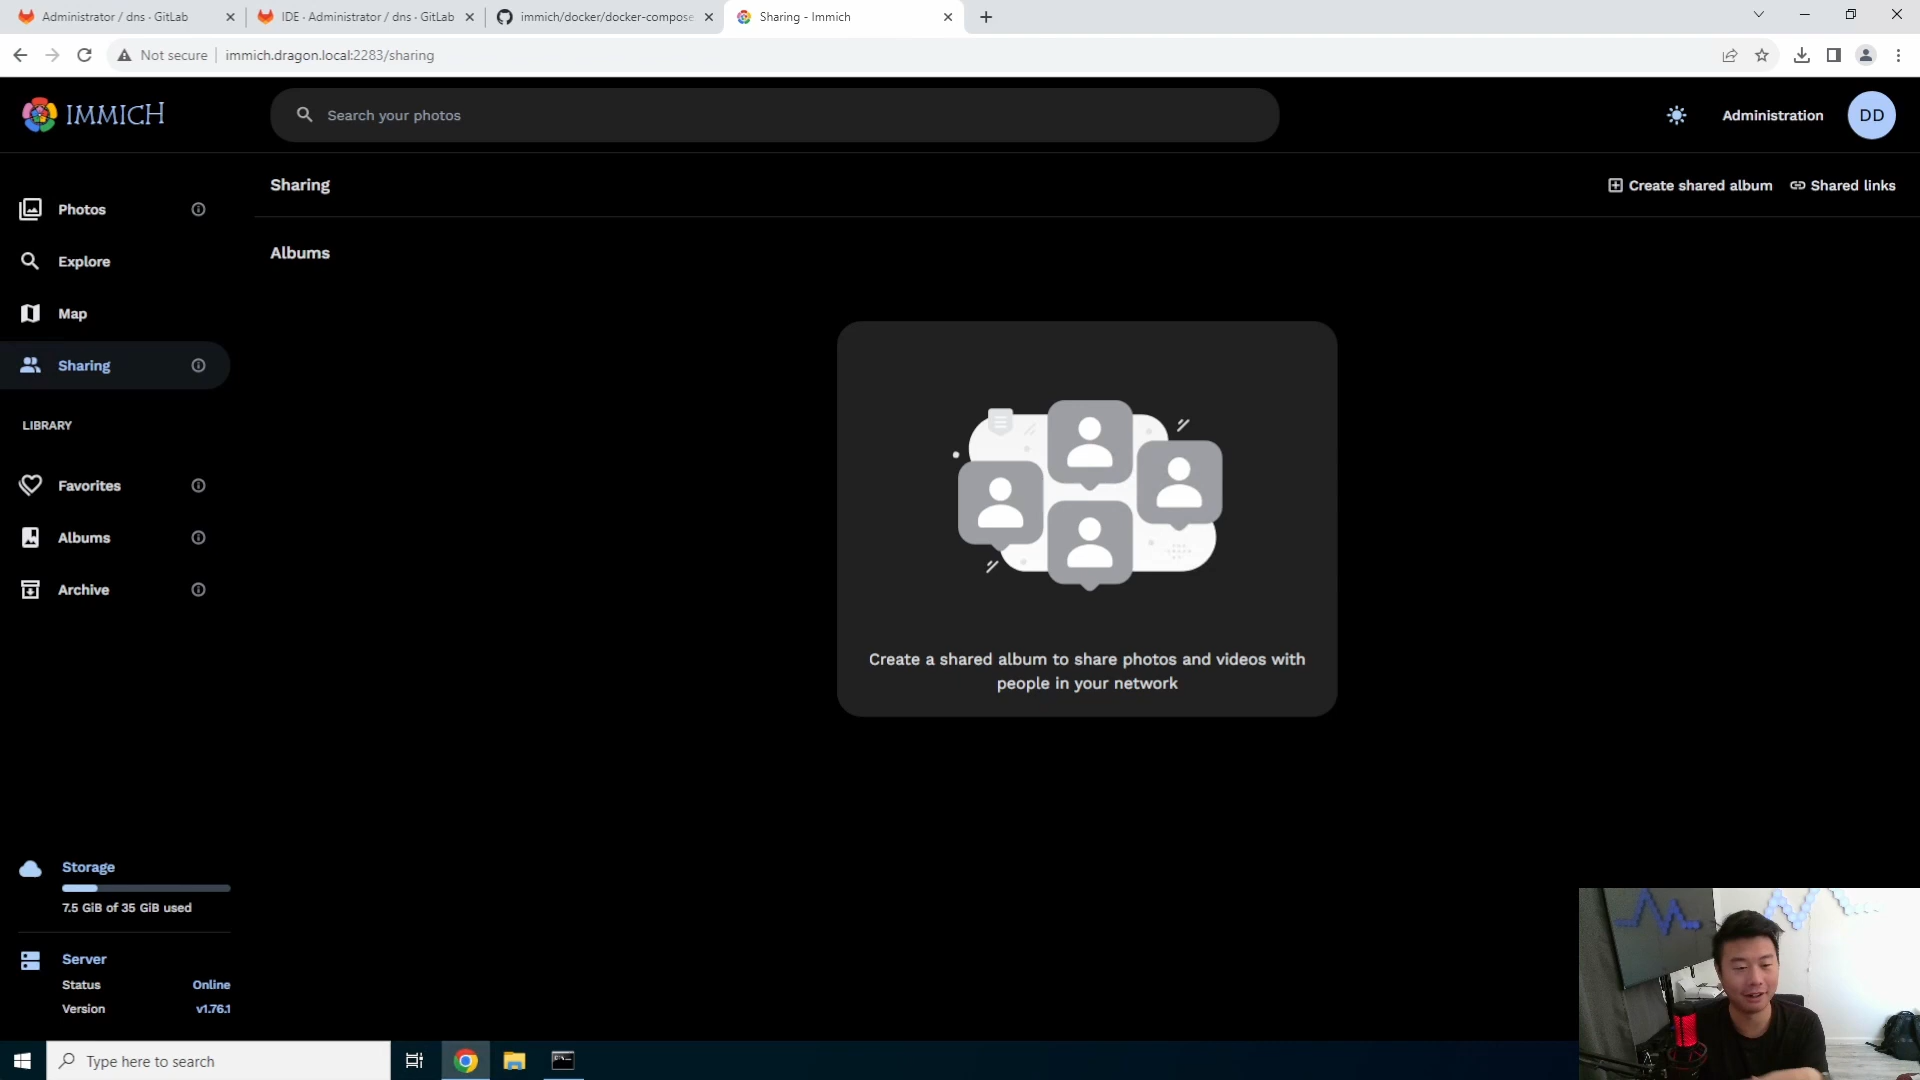 Administrator / dns · GitLab
IDE · Administrator / dns · GitLab
immich/docker/docker-compose
Sharing - Immich
Not secure
immich.dragon.local:2283/sharing
IMMICH
Search your photos
Administration
DD
Sharing
Create shared album
Shared links
Photos
Explore
Map
Sharing
LIBRARY
Favorites
Albums
Archive
Albums
Create a shared album to share photos and videos with
people in your network
Storage
7.5 GiB of 35 GiB used
Server
Status Online
Version v1.76.1
Type here to search